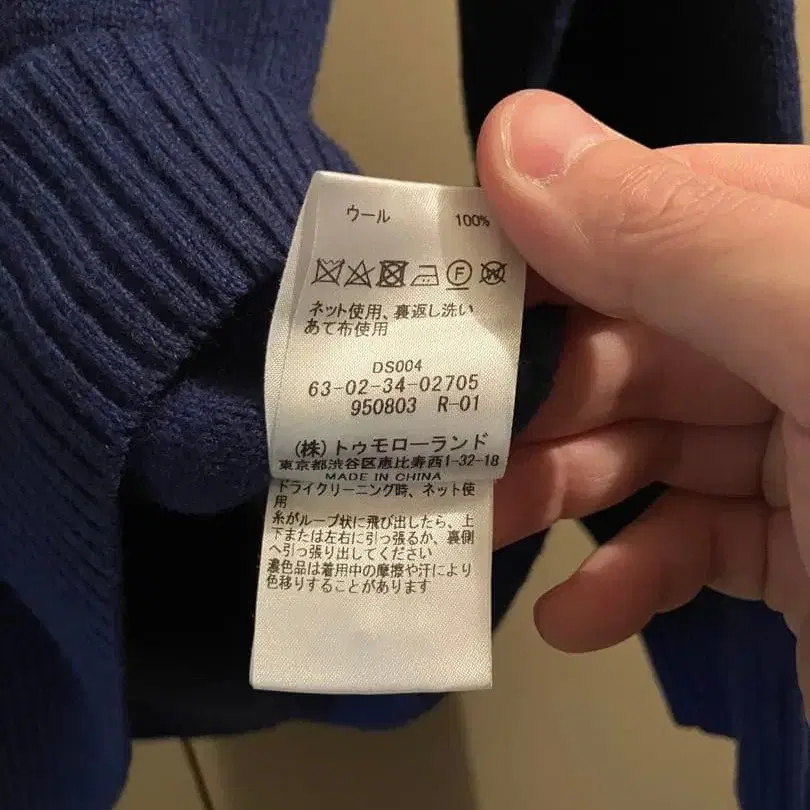 ウール 100%
ネット使用、裏返し洗い
あて布使用
DS004
63-02-34-02705
950803 R-01
(株)トゥモローランド
東京都渋谷区恵比寿西1-32-18
MADE IN CHINA
ドライクリーニング時、ネット使
用
糸がループ状に飛び出したら、上
下または左右に引っ張るか、裏側
へ引っ張り出してください
濃色品は着用中の摩擦や汗により
色移りすることがあります